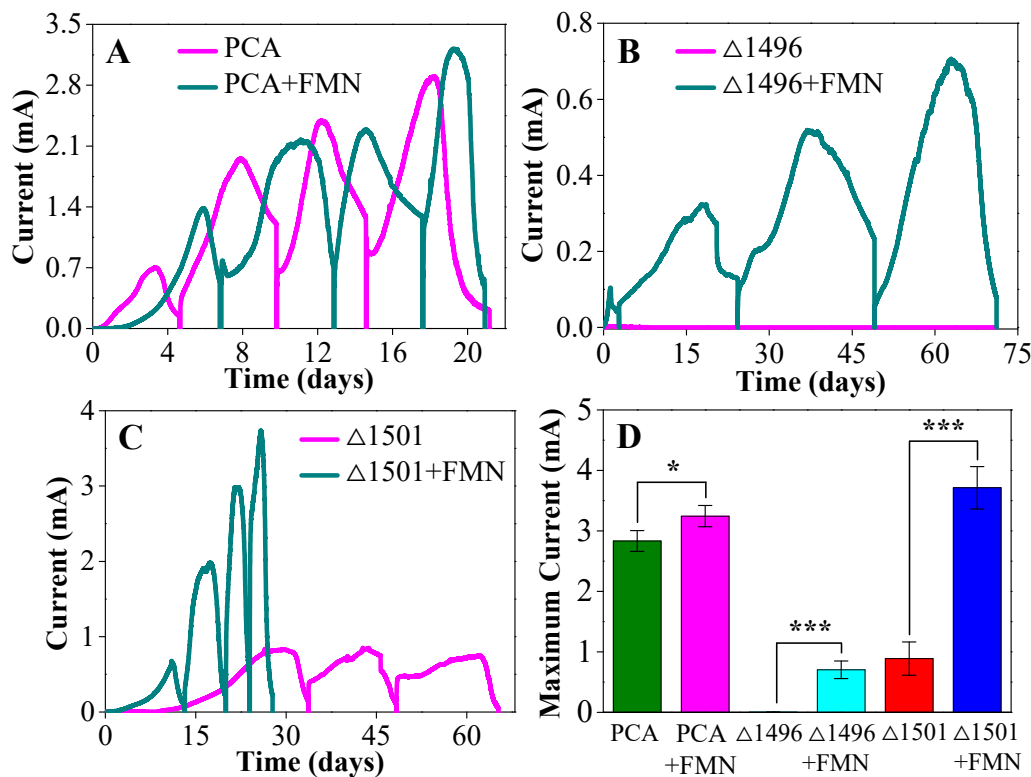 A
PCA
PCA+FMN
Current (mA)
3.5
2.8
2.1
1.4
0.7
0.0
0 4 8 12 16 20
Time (days)
B
△1496
△1496+FMN
Current (mA)
0.8
0.6
0.4
0.2
0.0
0 15 30 45 60 75
Time (days)
C
△1501
△1501+FMN
Current (mA)
4
3
2
1
0
0 15 30 45 60
Time (days)
D
Maximum Current (mA)
5
4
3
2
1
0
*
***
***
PCA PCA △1496 △1496 △1501 △1501
+FMN +FMN +FMN